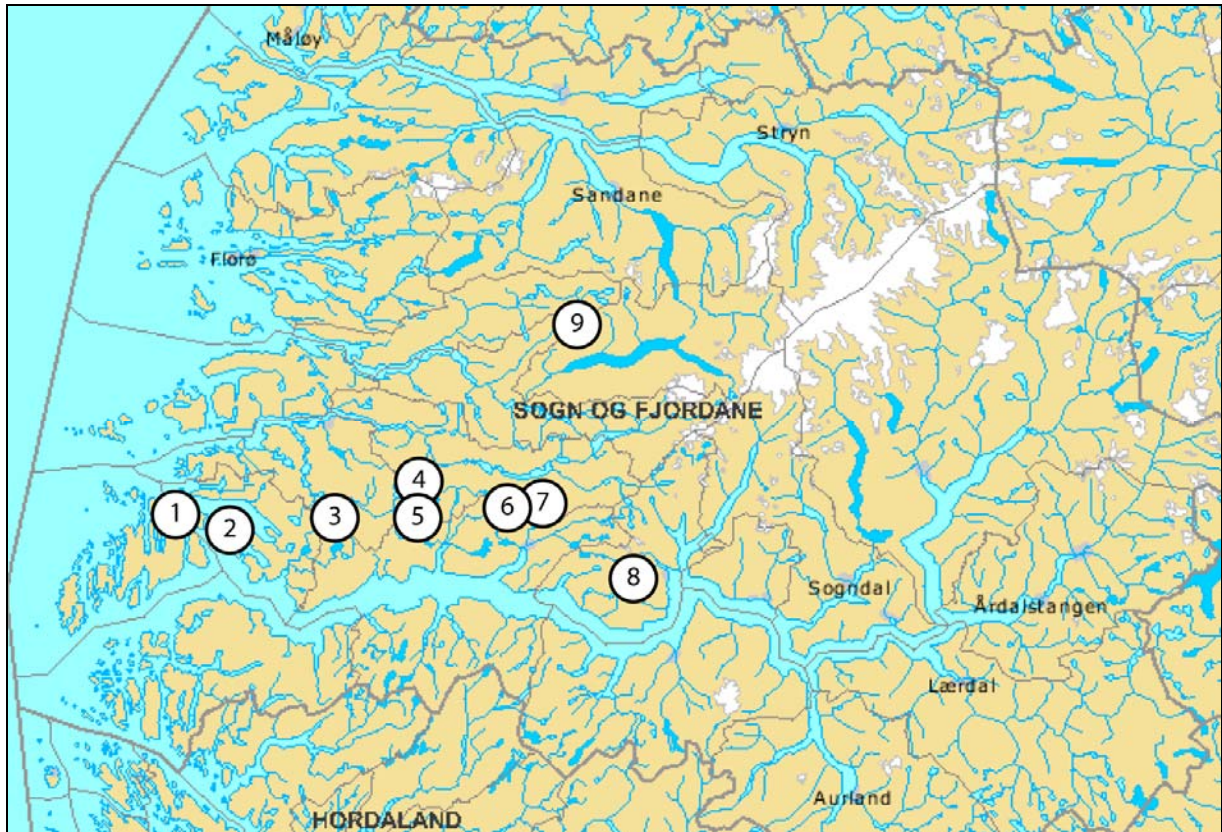 Måløy
Stryn
Sandane
Florø
9
SOGN OG FJORDANE
4
1
2
3
5
6
7
8
Sogndal
Årdalstangen
Lærdal
Aurland
HORDALAND